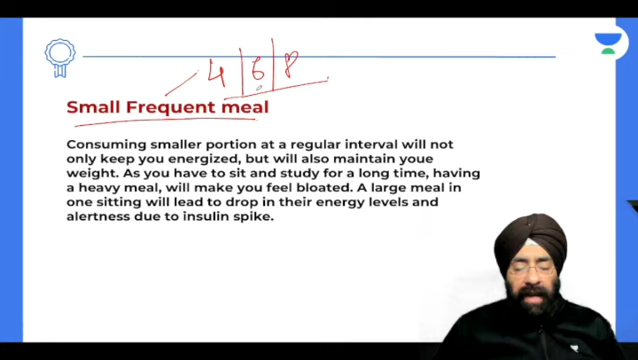 4 | 6 | 8
Small Frequent meal
Consuming smaller portion at a regular interval will not
only keep you energized, but will also maintain youe
weight. As you have to sit and study for a long time, having
a heavy meal, will make you feel bloated. A large meal in
one sitting will lead to drop in their energy levels and
alertness due to insulin spike.